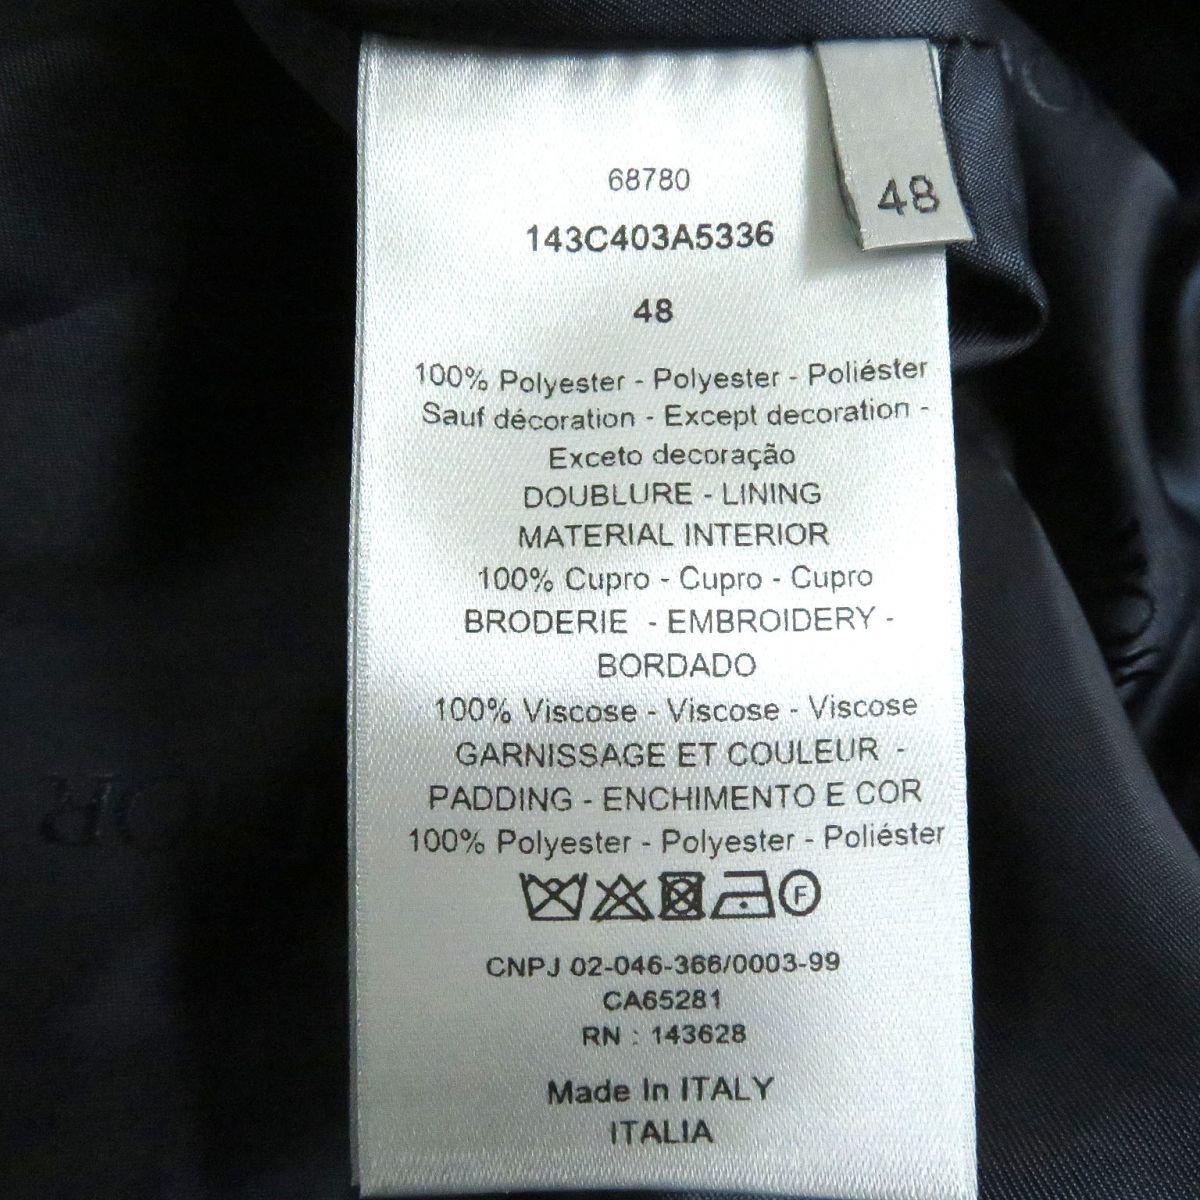 68780
143C403A5336
48
48
100% Polyester - Polyester - Poliéster
Sauf décoration - Except decoration -
Exceto decoração
DOUBLURE - LINING
MATERIAL INTERIOR
100% Cupro - Cupro - Cupro
BRODERIE - EMBROIDERY -
BORDADO
100% Viscose - Viscose - Viscose
GARNISSAGE ET COULEUR -
PADDING - ENCHIMENTO E COR
100% Polyester - Polyester - Poliéster
F
CNPJ 02-046-366/0003-99
CA65281
RN : 143628
Made In ITALY
ITALIA